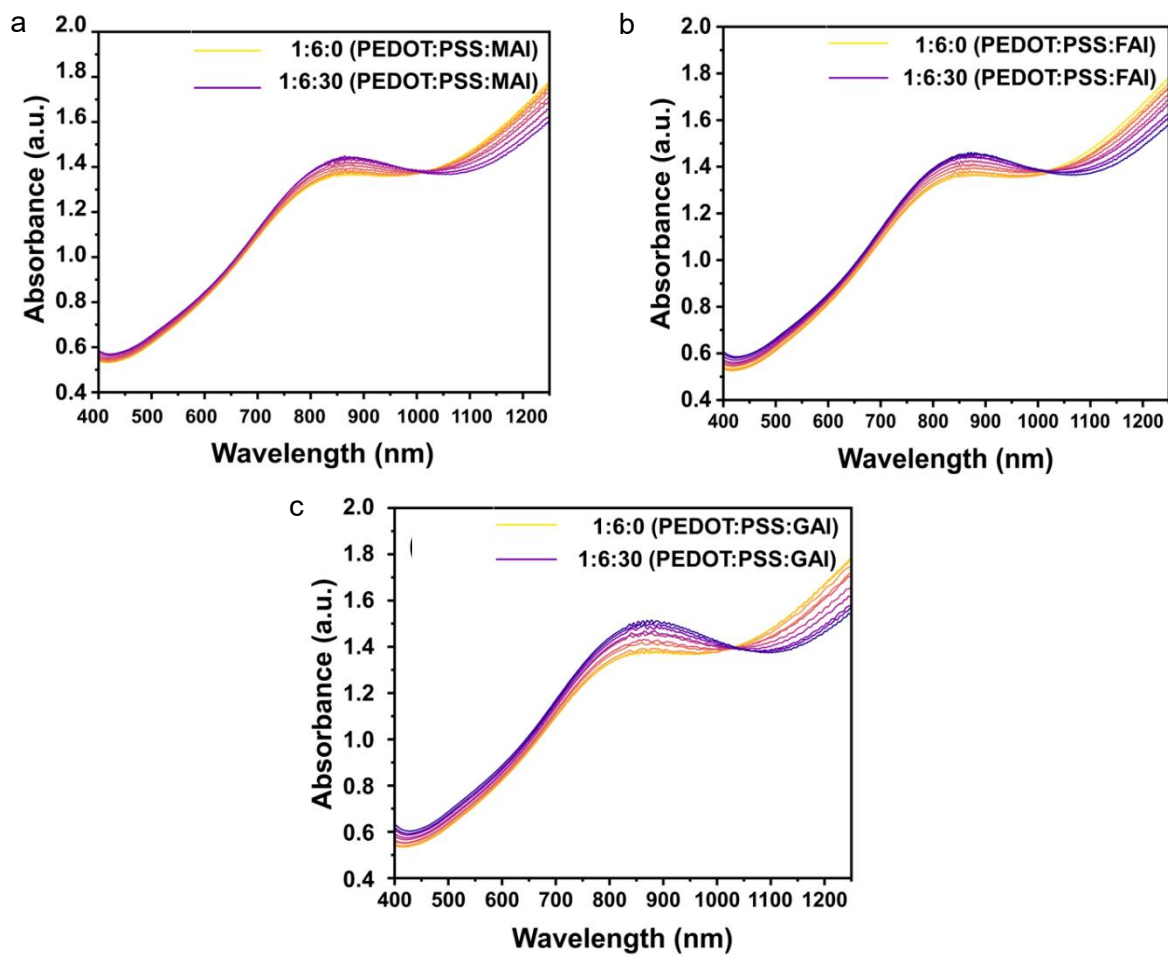 a
1:6:0 (PEDOT:PSS:MAI)
1:6:30 (PEDOT:PSS:MAI)
Absorbance (a.u.)
2.0
1.8
1.6
1.4
1.2
1.0
0.8
0.6
0.4
400 500 600 700 800 900 1000 1100 1200
Wavelength (nm)
b
1:6:0 (PEDOT:PSS:FAI)
1:6:30 (PEDOT:PSS:FAI)
Absorbance (a.u.)
2.0
1.8
1.6
1.4
1.2
1.0
0.8
0.6
0.4
400 500 600 700 800 900 1000 1100 1200
Wavelength (nm)
c
1:6:0 (PEDOT:PSS:GAI)
1:6:30 (PEDOT:PSS:GAI)
Absorbance (a.u.)
2.0
1.8
1.6
1.4
1.2
1.0
0.8
0.6
0.4
400 500 600 700 800 900 1000 1100 1200
Wavelength (nm)